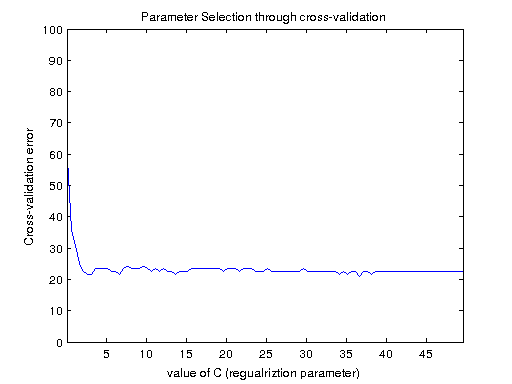 Parameter Selection through cross-validation
100
90
80
70
60
50
40
30
20
10
0
Cross-validation error
5 10 15 20 25 30 35 40 45
value of C (regualriztion parameter)